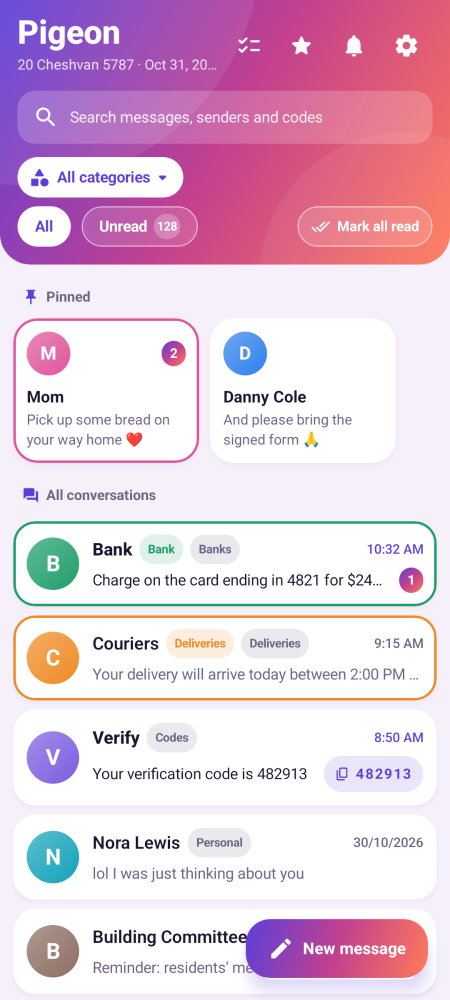 Pigeon
20 Cheshvan 5787 · Oct 31, 20…
Search messages, senders and codes
All categories
All
Unread 128
Mark all read
Pinned
M
2
Mom
Pick up some bread on
your way home ❤️
D
Danny Cole
And please bring the
signed form 🙏
All conversations
B
Bank Bank Banks 10:32 AM
Charge on the card ending in 4821 for $24… 1
C
Couriers Deliveries Deliveries 9:15 AM
Your delivery will arrive today between 2:00 PM …
V
Verify Codes 8:50 AM
Your verification code is 482913 482913
N
Nora Lewis Personal 30/10/2026
lol I was just thinking about you
B
Building Committee
Reminder: residents'
New message